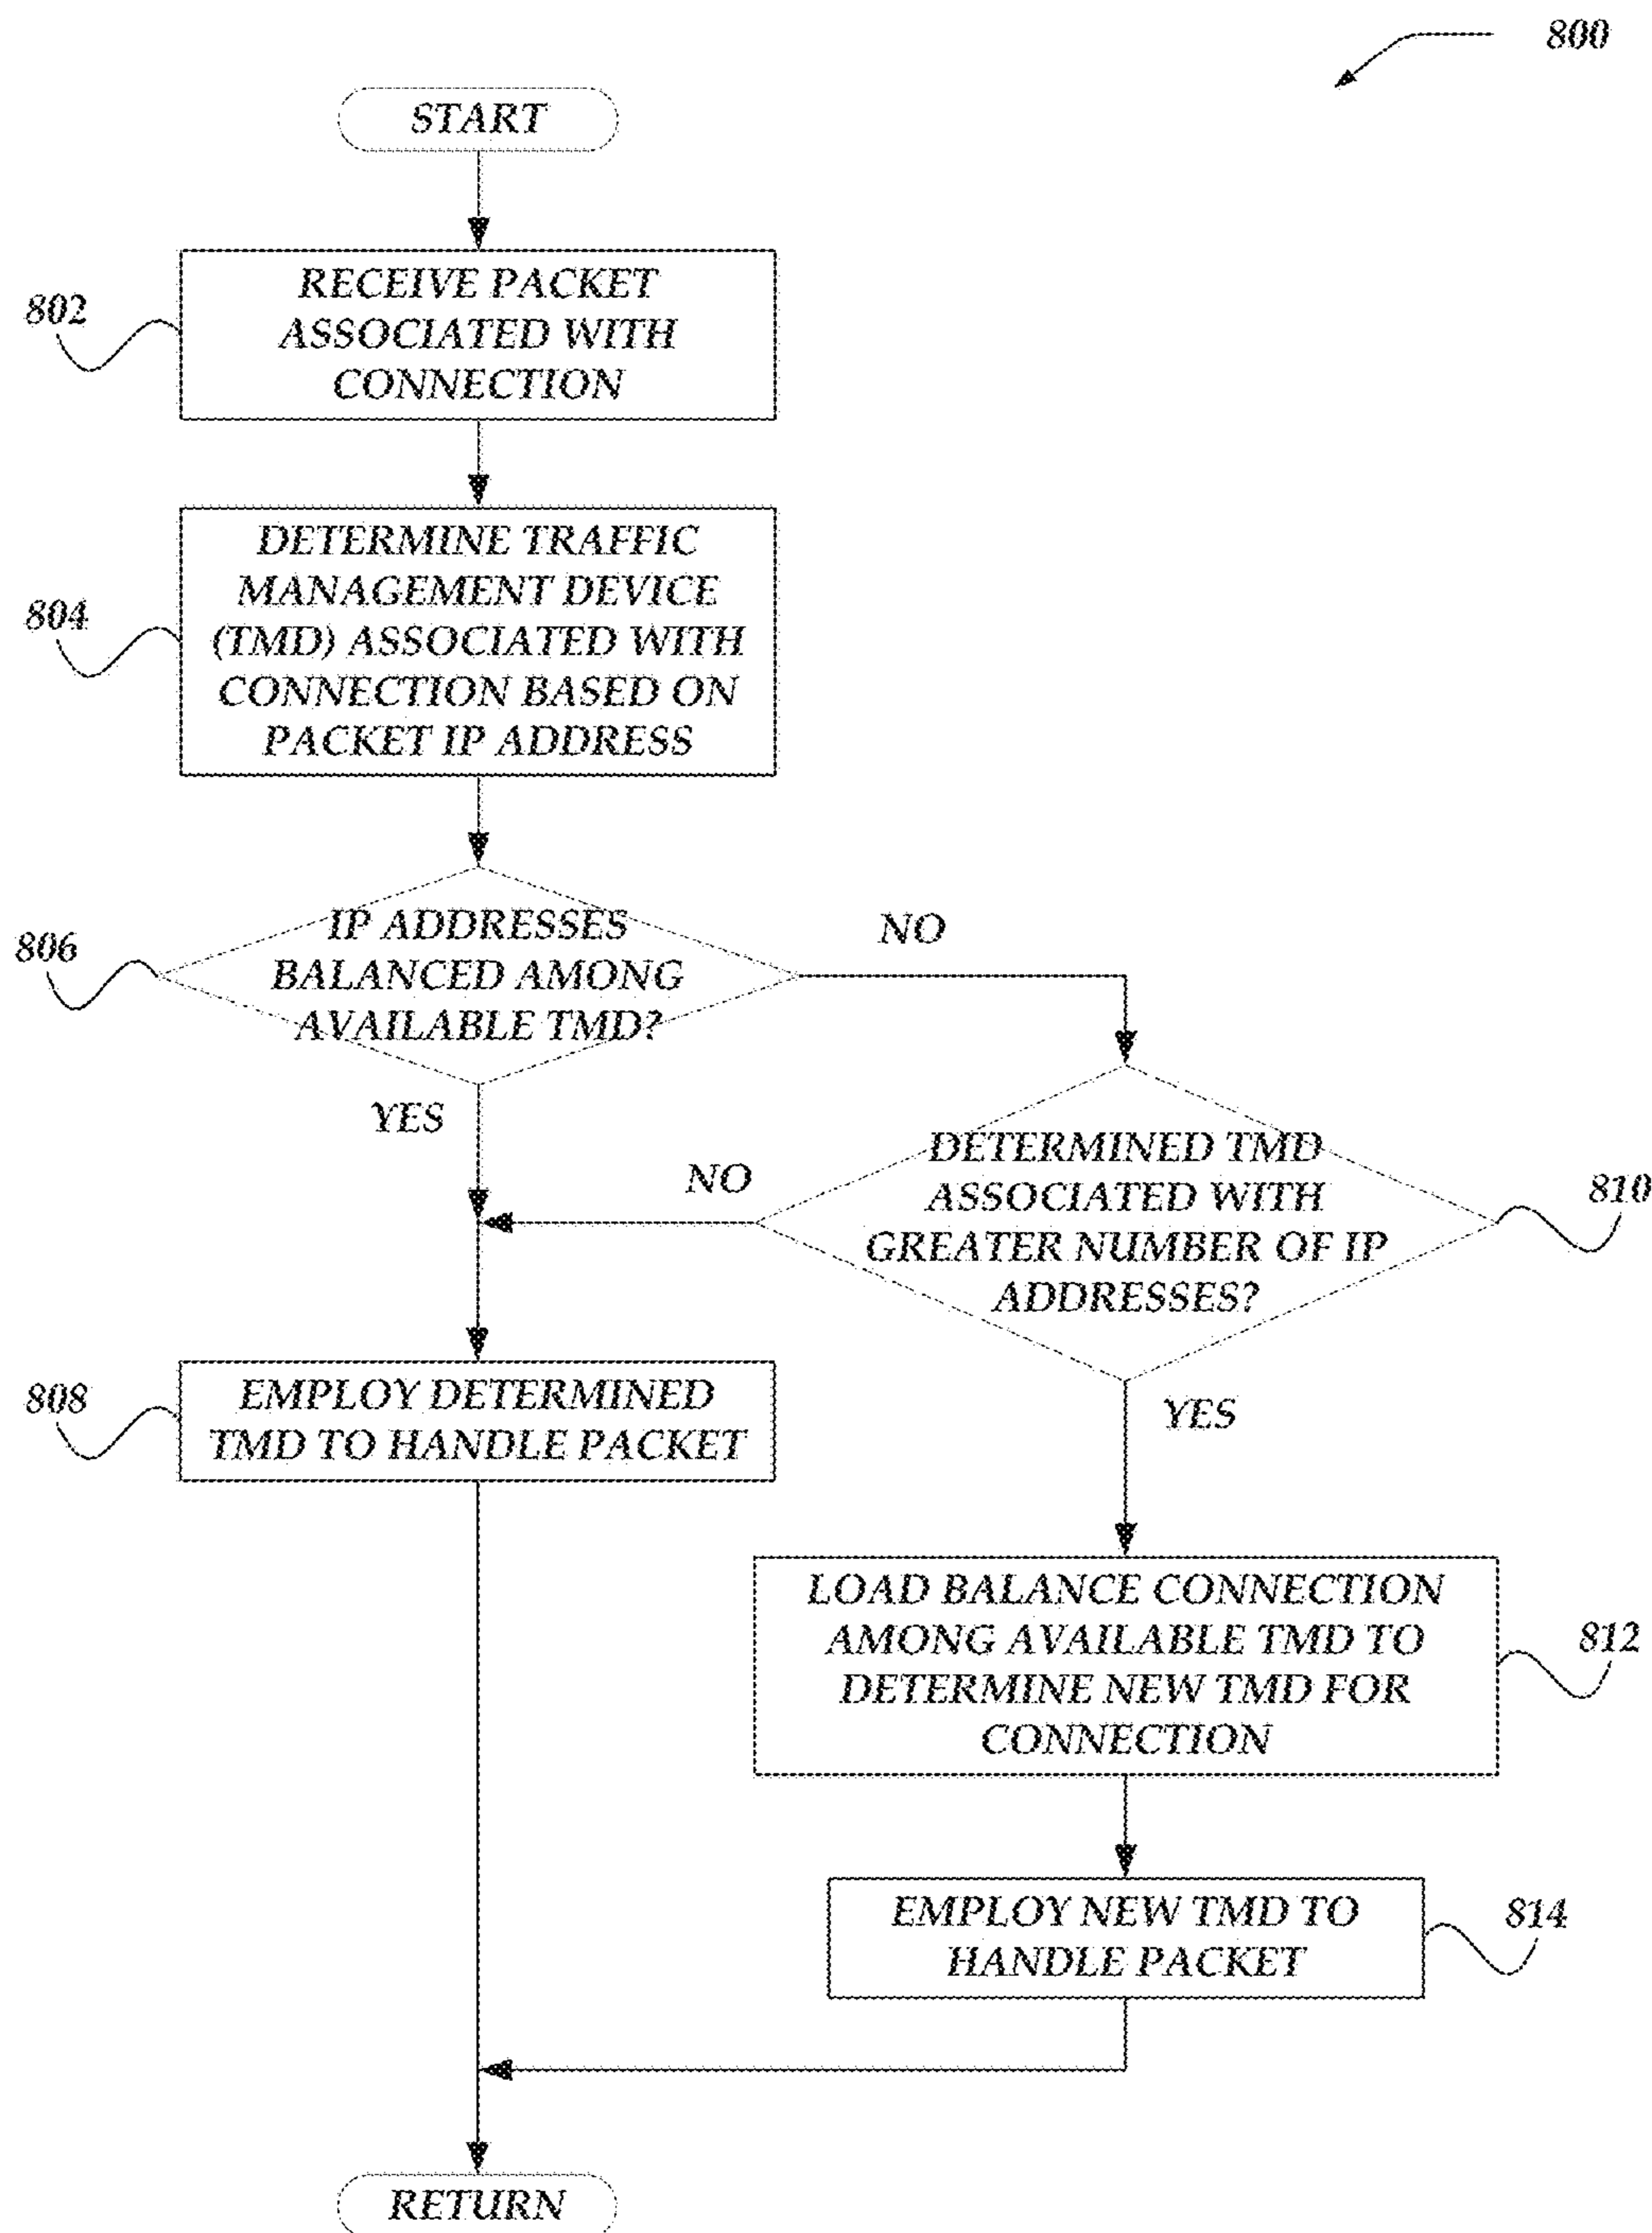 800
START
802
RECEIVE PACKET
ASSOCIATED WITH
CONNECTION
804
DETERMINE TRAFFIC
MANAGEMENT DEVICE
(TMD) ASSOCIATED WITH
CONNECTION BASED ON
PACKET IP ADDRESS
806
IP ADDRESSES
BALANCED AMONG
AVAILABLE TMD?
NO
YES
810
DETERMINED TMD
ASSOCIATED WITH
GREATER NUMBER OF IP
ADDRESSES?
NO
YES
808
EMPLOY DETERMINED
TMD TO HANDLE PACKET
812
LOAD BALANCE CONNECTION
AMONG AVAILABLE TMD TO
DETERMINE NEW TMD FOR
CONNECTION
814
EMPLOY NEW TMD TO
HANDLE PACKET
RETURN